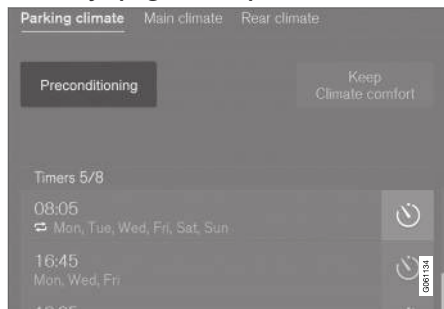 Parking climate Main climate Rear climate
Preconditioning
Keep
Climate comfort
Timers 5/8
08:05
Mon, Tue, Wed, Fri, Sat, Sun
16:45
Mon, Wed, Fri
G061134